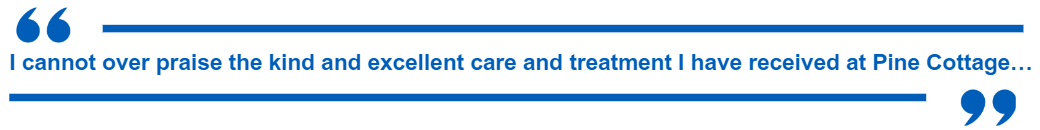 I cannot over praise the kind and excellent care and treatment I have received at Pine Cottage…